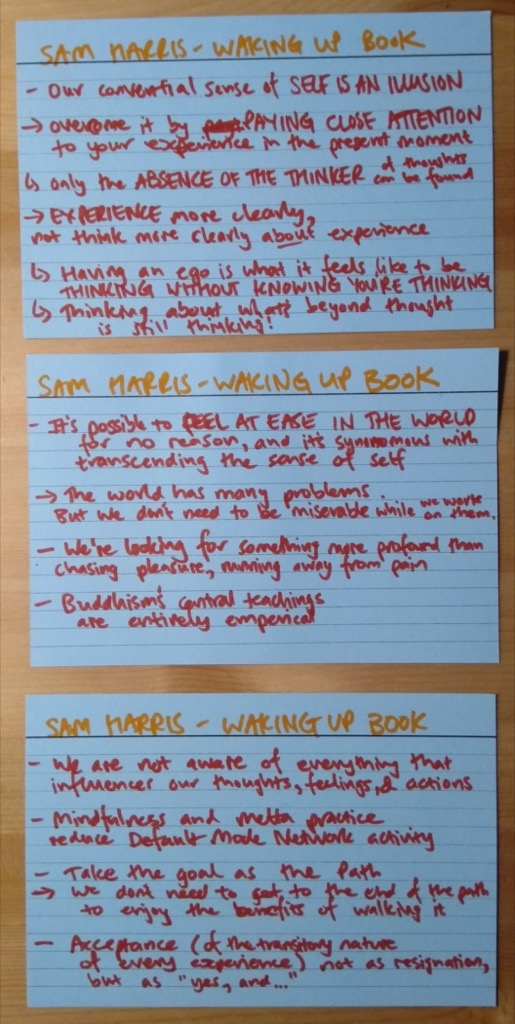 SAM HARRIS - WAKING UP BOOK
- Our convential sense of SELF IS AN ILLUSION
→ overcome it by PAYING CLOSE ATTENTION
to your experience in the present moment
↳ only the ABSENCE OF THE THINKER of thoughts can be found
→ EXPERIENCE more clearly,
not think more clearly about experience
↳ Having an ego is what it feels like to be
THINKING WITHOUT KNOWING YOU'RE THINKING
↳ Thinking about what's beyond thought
is still thinking!
SAM HARRIS - WAKING UP BOOK
- It's possible to FEEL AT EASE IN THE WORLD
for no reason, and it's synonomous with
transcending the sense of self
→ The world has many problems.
But we don't need to be miserable while we work on them.
- We're looking for something more profound than
chasing pleasure, running away from pain
- Buddhism's central teachings
are entirely emperical
SAM HARRIS - WAKING UP BOOK
- We are not aware of everything that
influences our thoughts, feelings, & actions
- Mindfulness and metta practice
reduce Default Mode Network activity
- Take the goal as the path
→ We don't need to get to the end of the path
to enjoy the benefits of walking it
- Acceptance (of the transitory nature
of every experience) not as resignation,
but as "yes, and..."